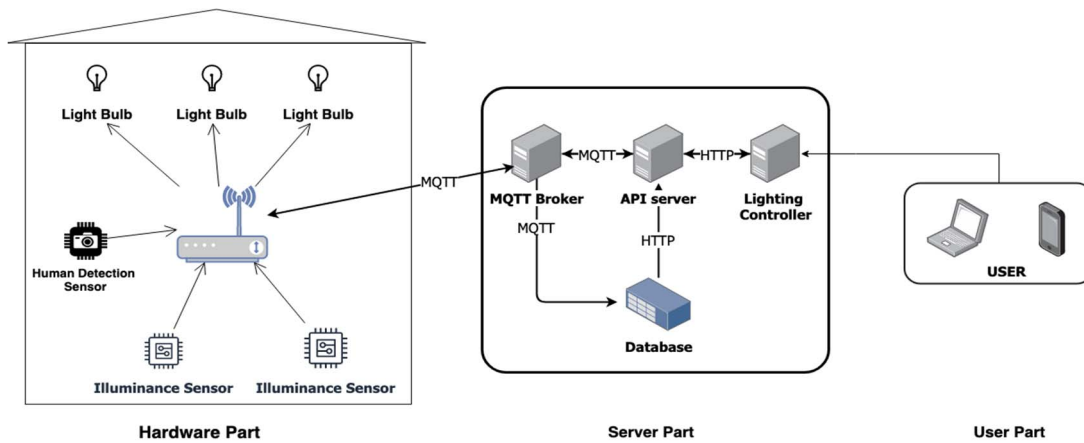 Light Bulb
Light Bulb
Light Bulb
Human Detection
Sensor
Illuminance Sensor
Illuminance Sensor
MQTT
MQTT
HTTP
MQTT Broker
API server
Lighting
Controller
MQTT
HTTP
Database
USER
Hardware Part
Server Part
User Part